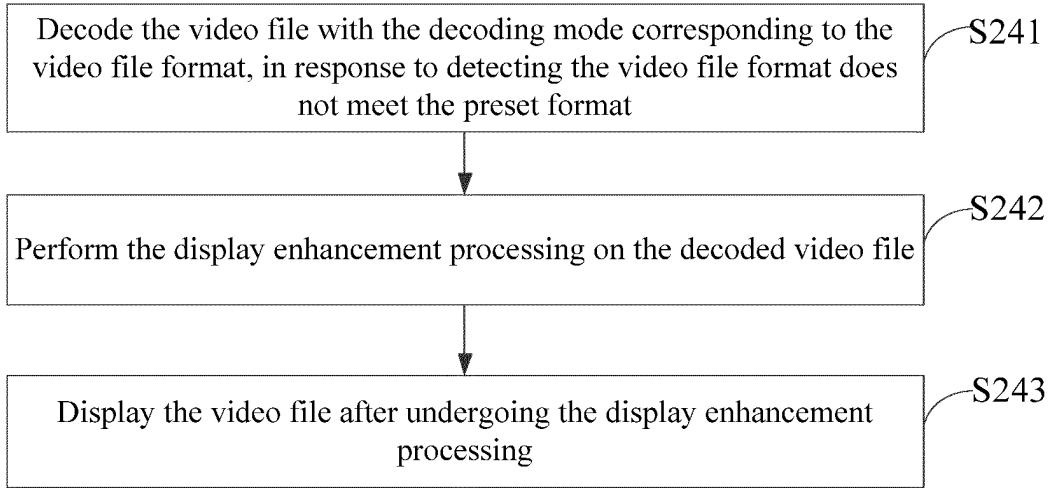 Decode the video file with the decoding mode corresponding to the
video file format, in response to detecting the video file format does
not meet the preset format
S241
Perform the display enhancement processing on the decoded video file
S242
Display the video file after undergoing the display enhancement
processing
S243